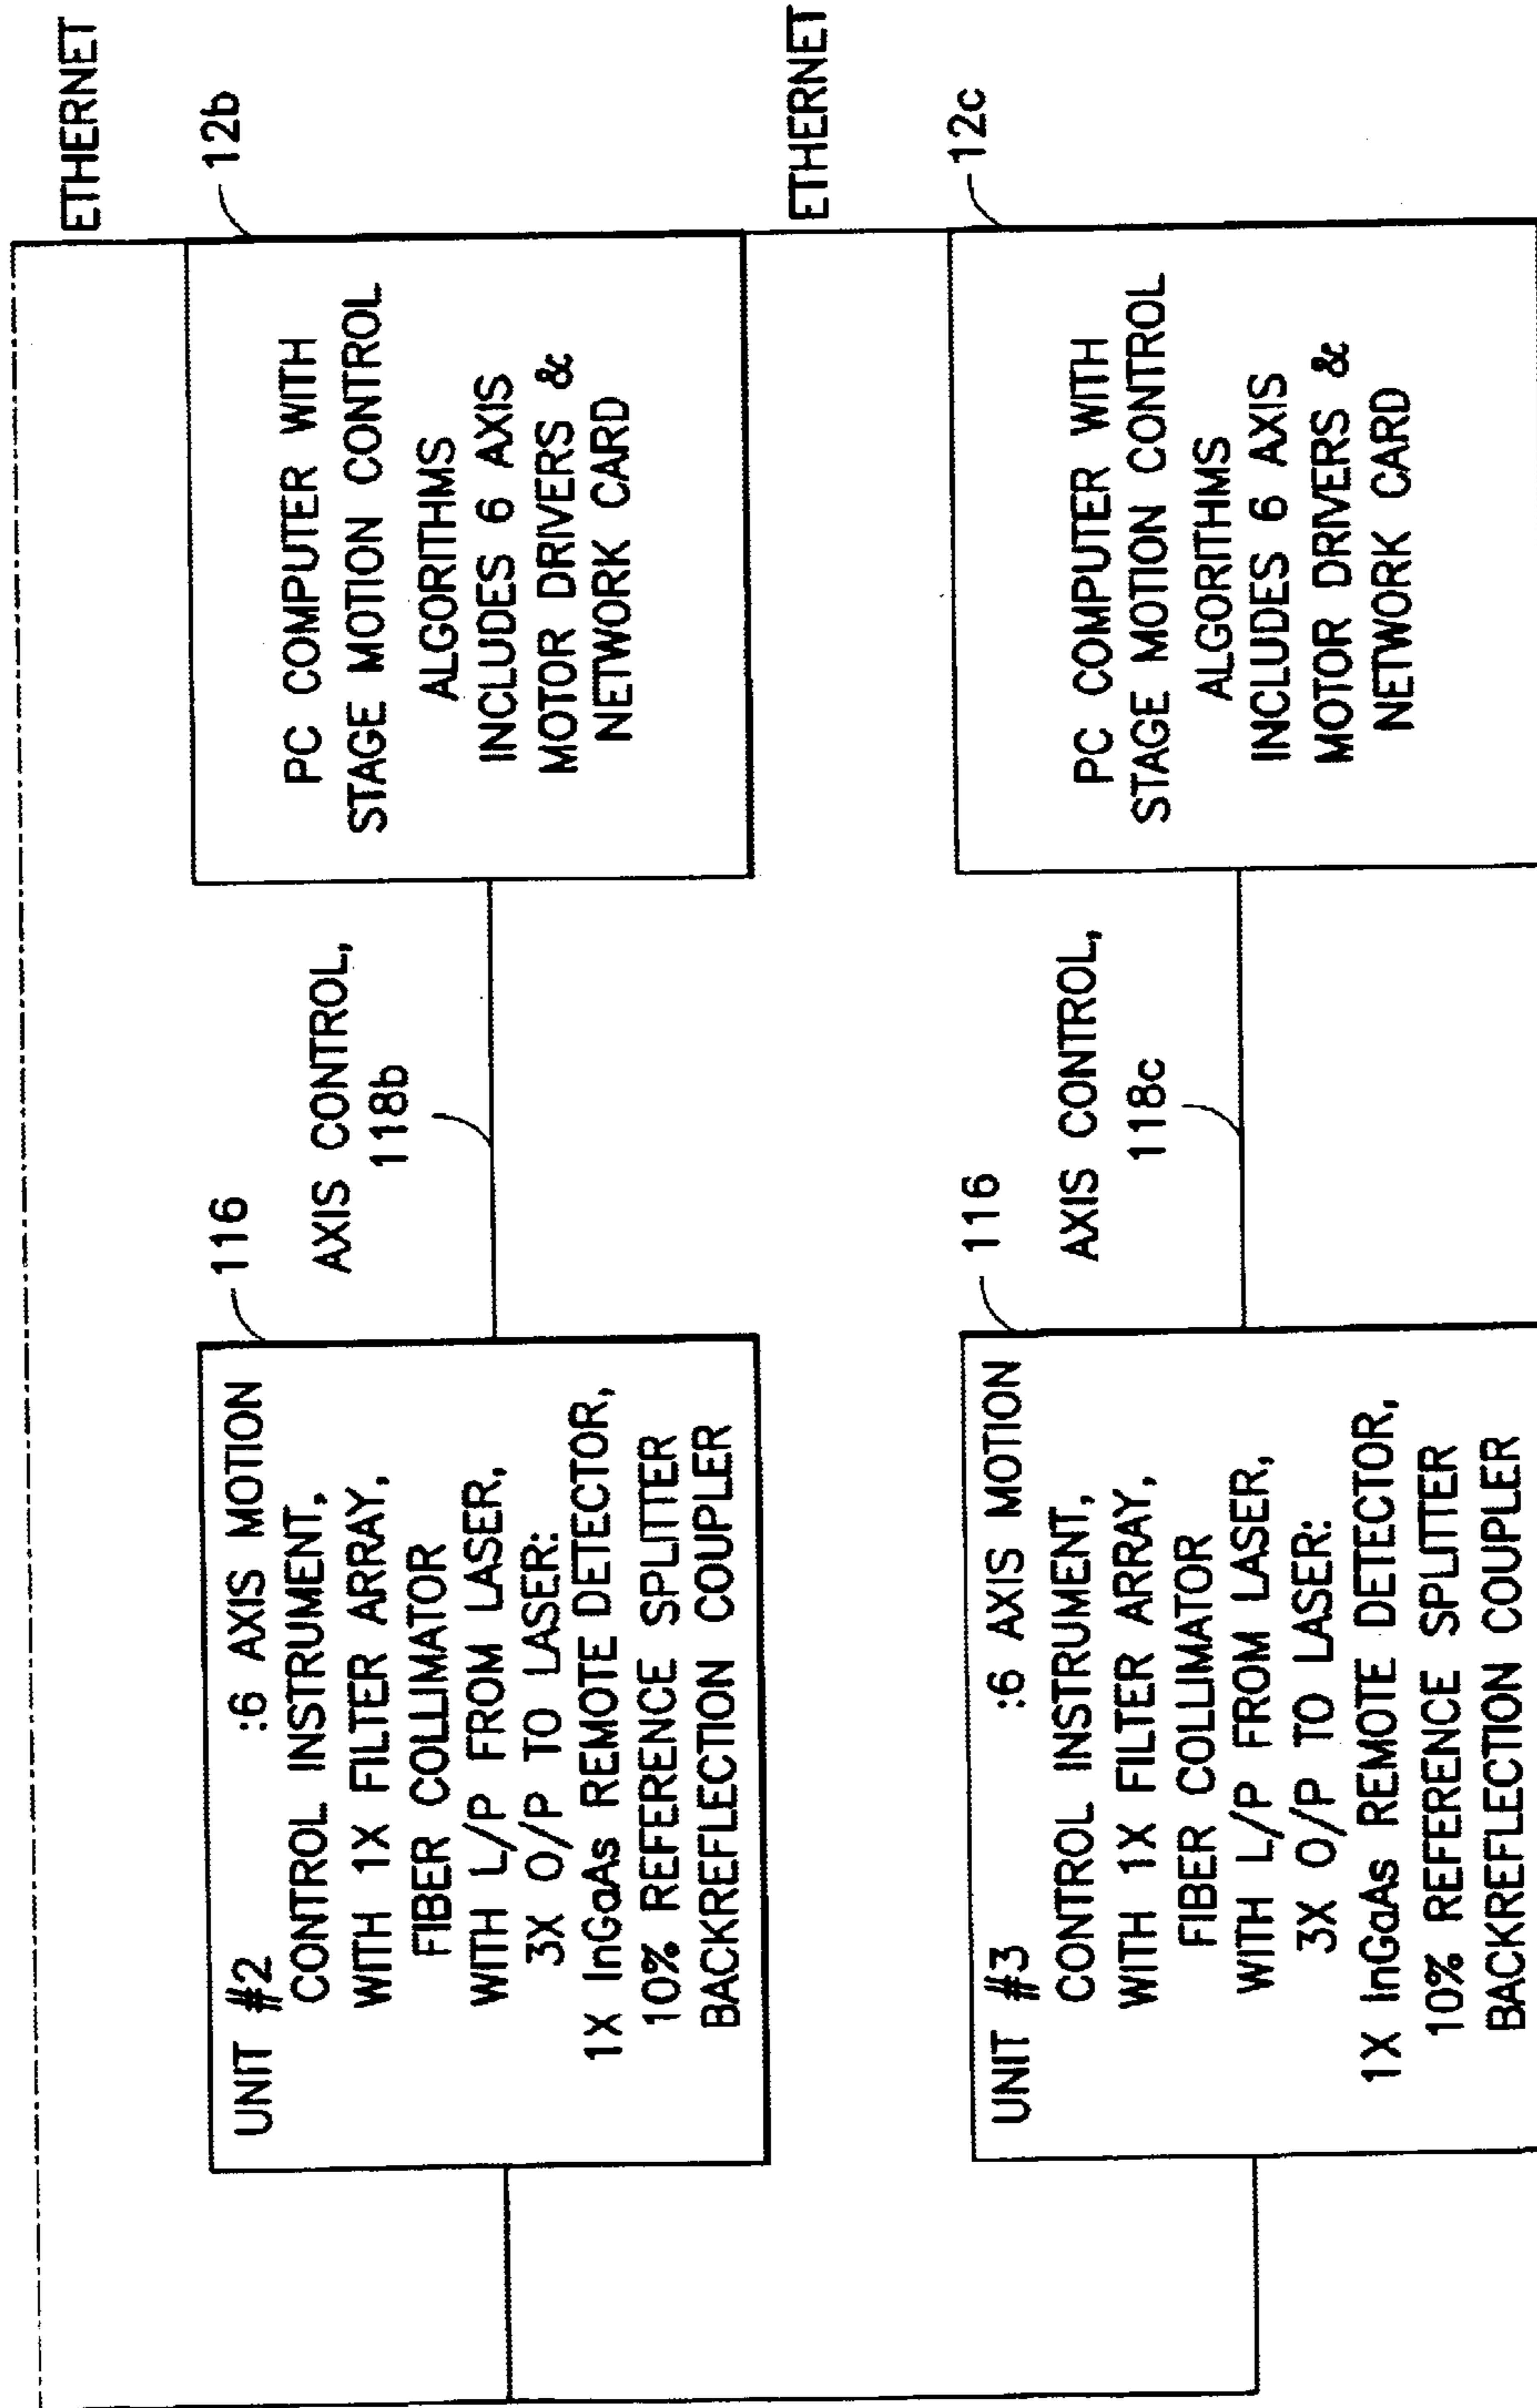 ETHERNET
12b
PC COMPUTER WITH
STAGE MOTION CONTROL
ALGORITHMS
INCLUDES 6 AXIS
MOTOR DRIVERS &
NETWORK CARD
AXIS CONTROL,
118b
116
UNIT #2 :6 AXIS MOTION
CONTROL INSTRUMENT,
WITH 1X FILTER ARRAY,
FIBER COLLIMATOR
WITH L/P FROM LASER,
3X O/P TO LASER:
1X InGaAs REMOTE DETECTOR,
10% REFERENCE SPLITTER
BACKREFLECTION COUPLER
ETHERNET
12c
PC COMPUTER WITH
STAGE MOTION CONTROL
ALGORITHMS
INCLUDES 6 AXIS
MOTOR DRIVERS &
NETWORK CARD
AXIS CONTROL,
118c
116
UNIT #3 :6 AXIS MOTION
CONTROL INSTRUMENT,
WITH 1X FILTER ARRAY,
FIBER COLLIMATOR
WITH L/P FROM LASER,
3X O/P TO LASER:
1X InGaAs REMOTE DETECTOR,
10% REFERENCE SPLITTER
BACKREFLECTION COUPLER